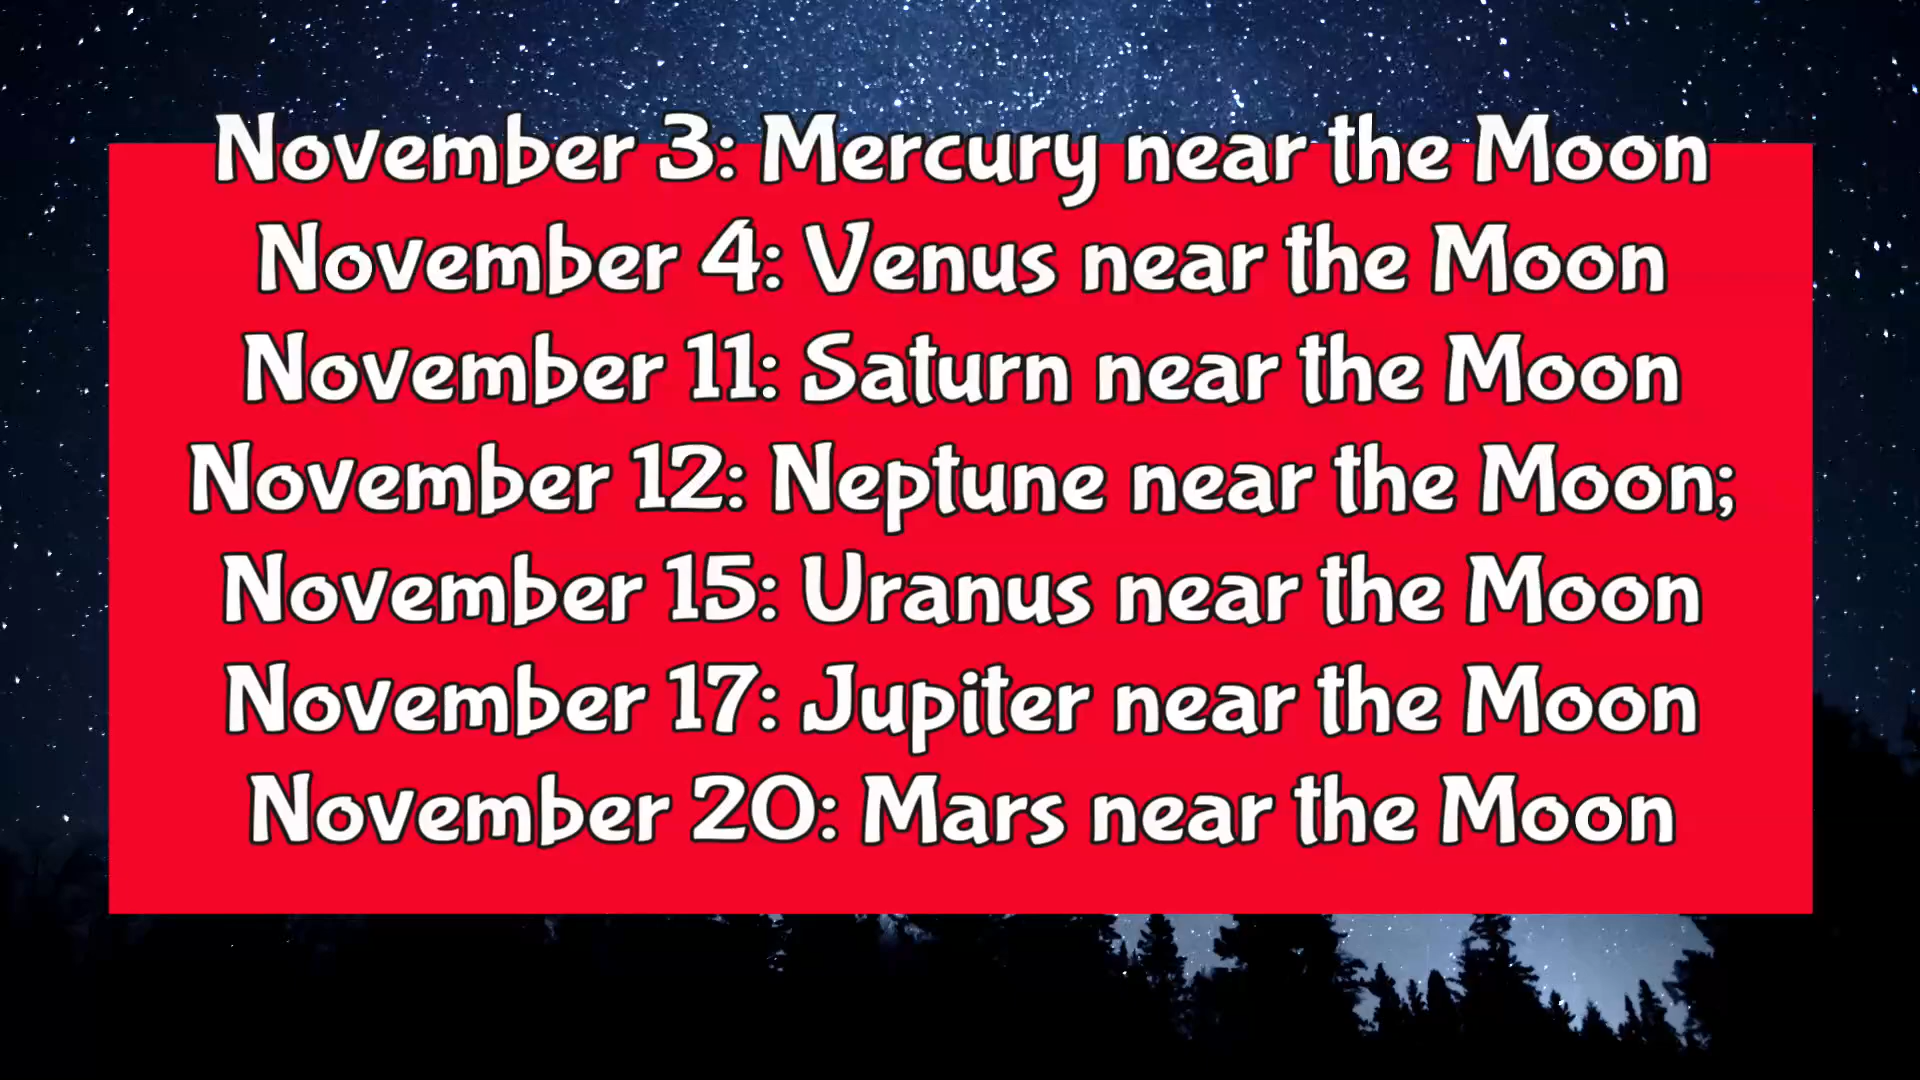 November 3: Mercury near the Moon
November 4: Venus near the Moon
November 11: Saturn near the Moon
November 12: Neptune near the Moon;
November 15: Uranus near the Moon
November 17: Jupiter near the Moon
November 20: Mars near the Moon